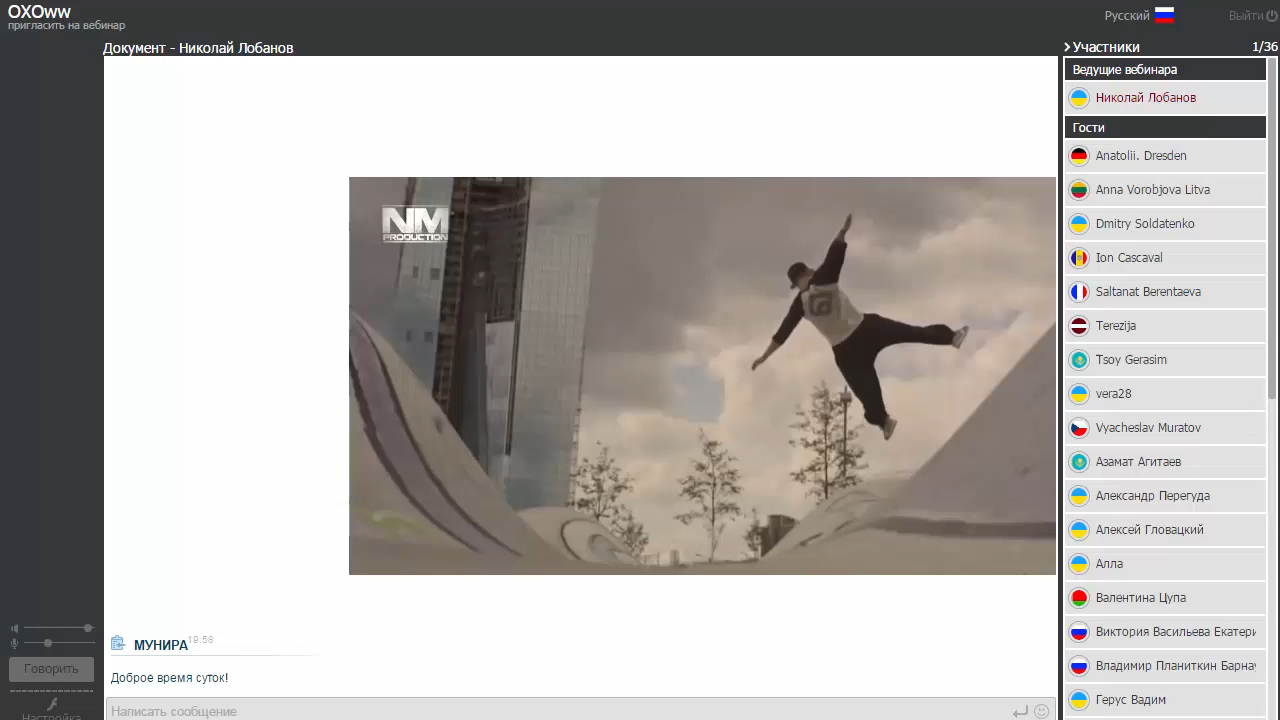 OXOww
пригласить на вебинар
Русский
Выйти
Документ - Николай Лобанов
Участники 1/36
Ведущие вебинара
Николай Лобанов
Гости
Anatolii. Dresden
Anna Vorobjova Litva
Soldatenko
Ion Cascaval
Saltanat Berentaeva
Terezija
Tsoy Gerasim
vera28
Vyacheslav Muratov
Азамат Агитаев
Александр Перегуда
Алексей Гловацкий
Алла
Валентина Цупа
Виктория Васильева Екатери
Владимир Планиткин Барна
Герус Вадим
NM
PRODUCTION
МУНИРА 19:58
Доброе время суток!
Написать сообщение
Говорить
Настройка